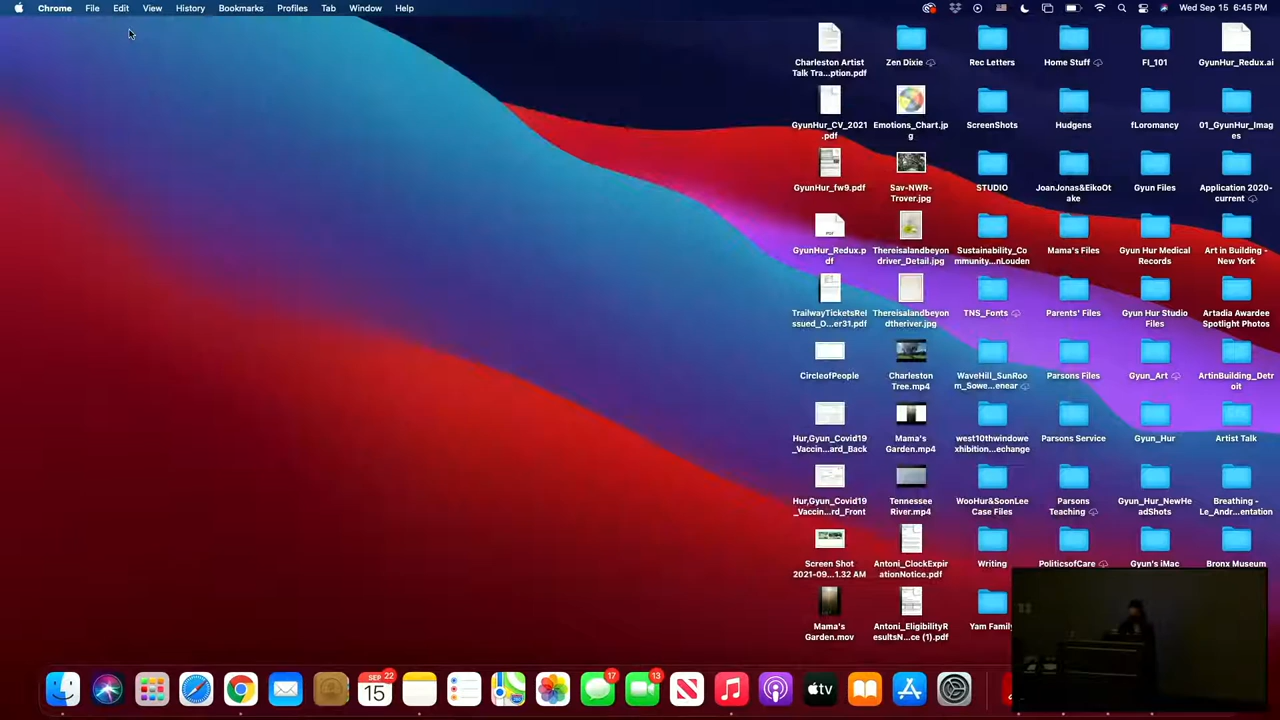 Chrome File Edit View History Bookmarks Profiles Tab Window Help Wed Sep 15 6:45 PM
Charleston Artist Talk Tra...ption.pdf
Zen Dixie
Rec Letters
Home Stuff
FI_101
GyunHur_Redux.ai
GyunHur_CV_2021.pdf
Emotions_Chart.jpg
ScreenShots
Hudgens
fLoromancy
01_GyunHur_Images
GyunHur_fw9.pdf
Sav-NWR-Trover.jpg
STUDIO
JoanJonas&EikoOtake
Gyun Files
Application 2020-current
GyunHur_Redux.pdf
PDF
Thereisalandbeyondriver_Detail.jpg
Sustainability_Community...nLouden
Mama's Files
Gyun Hur Medical Records
Art in Building - New York
TrailwayTicketsReissued_O...er31.pdf
Thereisalandbeyondtheriver.jpg
TNS_Fonts
Parents' Files
Gyun Hur Studio Files
Artadia Awardee Spotlight Photos
CircleofPeople
Charleston Tree.mp4
WaveHill_SunRoom_Sowe...enear
Parsons Files
Gyun_Art
ArtinBuilding_Detroit
Hur,Gyun_Covid19_Vaccin...ard_Back
Mama's Garden.mp4
west10thwindowexhibition...echange
Parsons Service
Gyun_Hur
Artist Talk
Hur,Gyun_Covid19_Vaccin...rd_Front
Tennessee River.mp4
WooHur&SoonLee Case Files
Parsons Teaching
Gyun_Hur_NewHeadShots
Breathing - Le_Andr...entation
Screen Shot 2021-09...1.32 AM
Antoni_ClockExpirationNotice.pdf
Writing
PoliticsofCare
Gyun's iMac
Bronx Museum
Mama's Garden.mov
Antoni_EligibilityResultsN...ce (1).pdf
Yam Family
SEP 22
15
17
13
tv